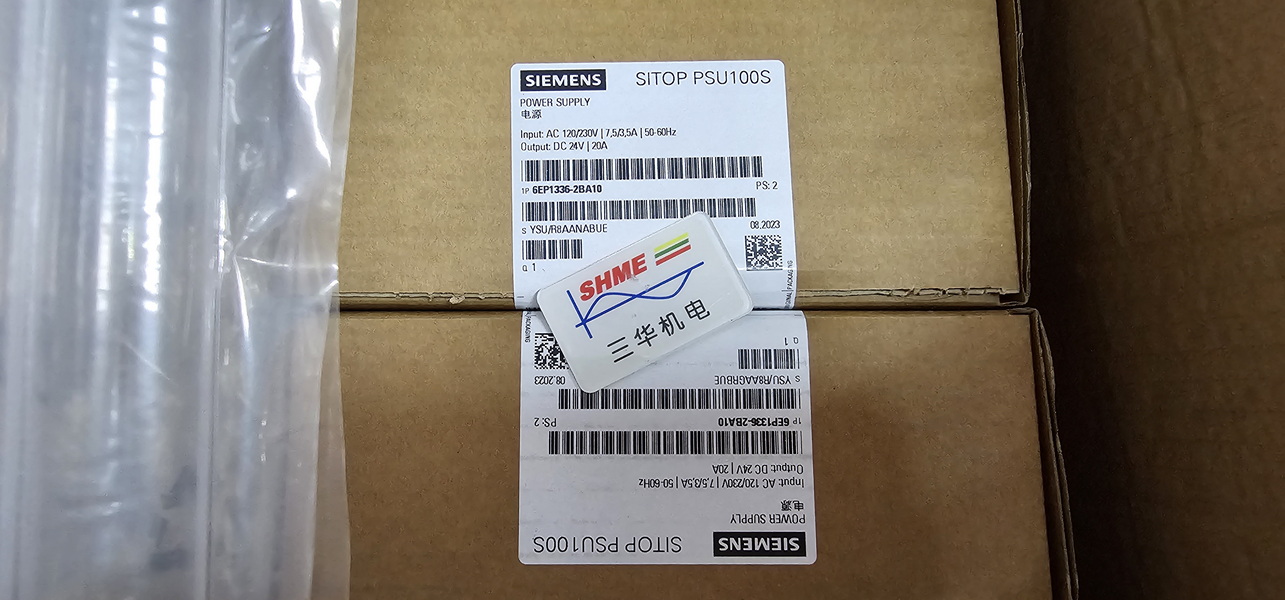 SIEMENS SITOP PSU100S
POWER SUPPLY
电源
Input: AC 120/230V | 7,5/3,5A | 50-60Hz
Output: DC 24V | 20A
1P 6EP1336-2BA10 PS: 2
S YSU/R8AANABUE 08.2023
Q 1
SHME
三华机电
PACKAGING
Q 1
S YSU/R8AAGRBUE 08.2023
1P 6EP1336-2BA10 PS: 2
Output: DC 24V | 20A
Input: AC 120/230V | 7,5/3,5A | 50-60Hz
电源
POWER SUPPLY
SIEMENS SITOP PSU100S